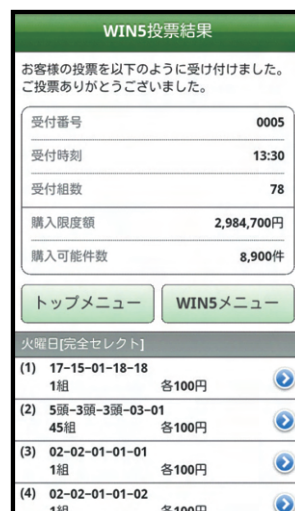 WIN5投票結果
お客様の投票を以下のように受け付けました。
ご投票ありがとうございました。
受付番号 0005
受付時刻 13:30
受付組数 78
購入限度額 2,984,700円
購入可能件数 8,900件
トップメニュー WIN5メニュー
火曜日[完全セレクト]
(1) 17-15-01-18-18
1組 各100円
(2) 5頭-3頭-3頭-03-01
45組 各100円
(3) 02-02-01-01-01
1組 各100円
(4) 02-02-01-01-02
1組 各100円